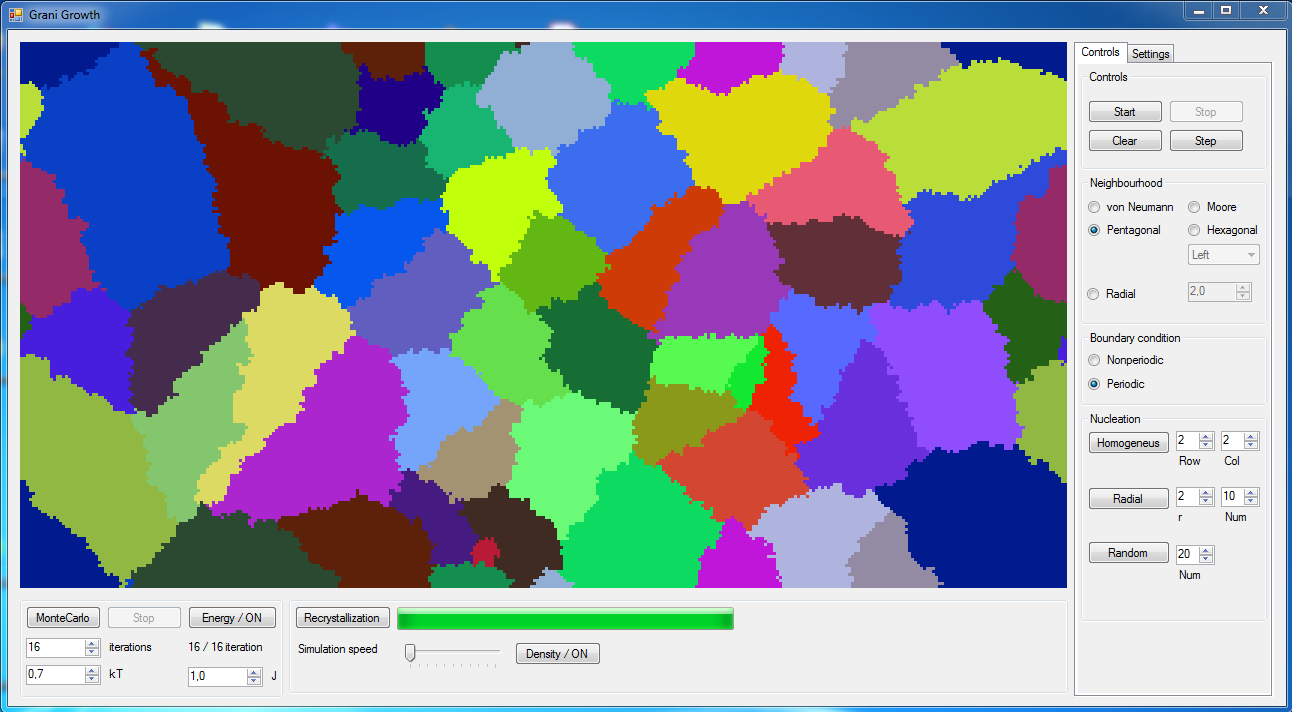 Grani Growth
Controls Settings
Controls
Start Stop
Clear Step
Neighbourhood
von Neumann Moore
Pentagonal Hexagonal
Left
Radial 2,0
Boundary condition
Nonperiodic
Periodic
Nucleation
Homogeneus 2 2
Row Col
Radial 2 10
r Num
Random 20
Num
MonteCarlo Stop Energy / ON
16 iterations 16 / 16 iteration
0,7 kT 1,0 J
Recrystallization
Simulation speed Density / ON